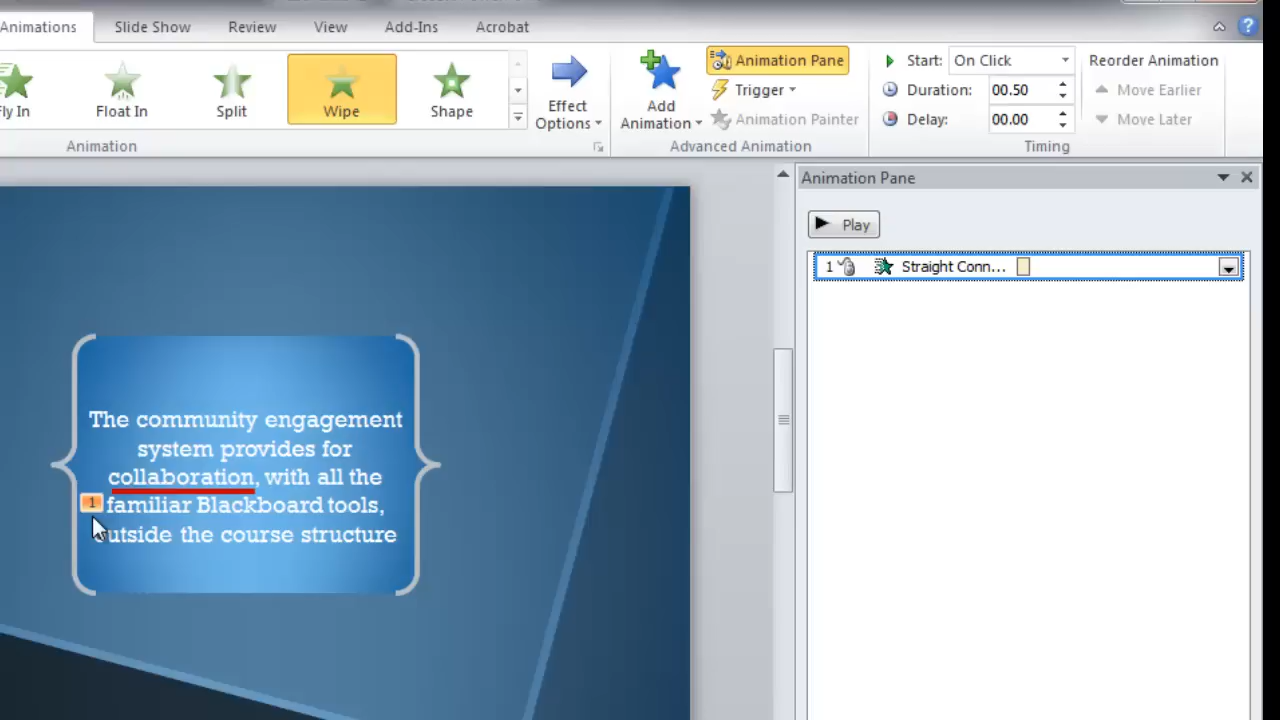 Animations Slide Show Review View Add-Ins Acrobat
Fly In Float In Split Wipe Shape
Effect Options
Add Animation
Animation Pane
Trigger
Animation Painter
Start: On Click
Duration: 00.50
Delay: 00.00
Reorder Animation
Move Earlier
Move Later
Animation Advanced Animation Timing
Animation Pane
Play
1 Straight Conn...
The community engagement
system provides for
collaboration, with all the
1 familiar Blackboard tools,
outside the course structure